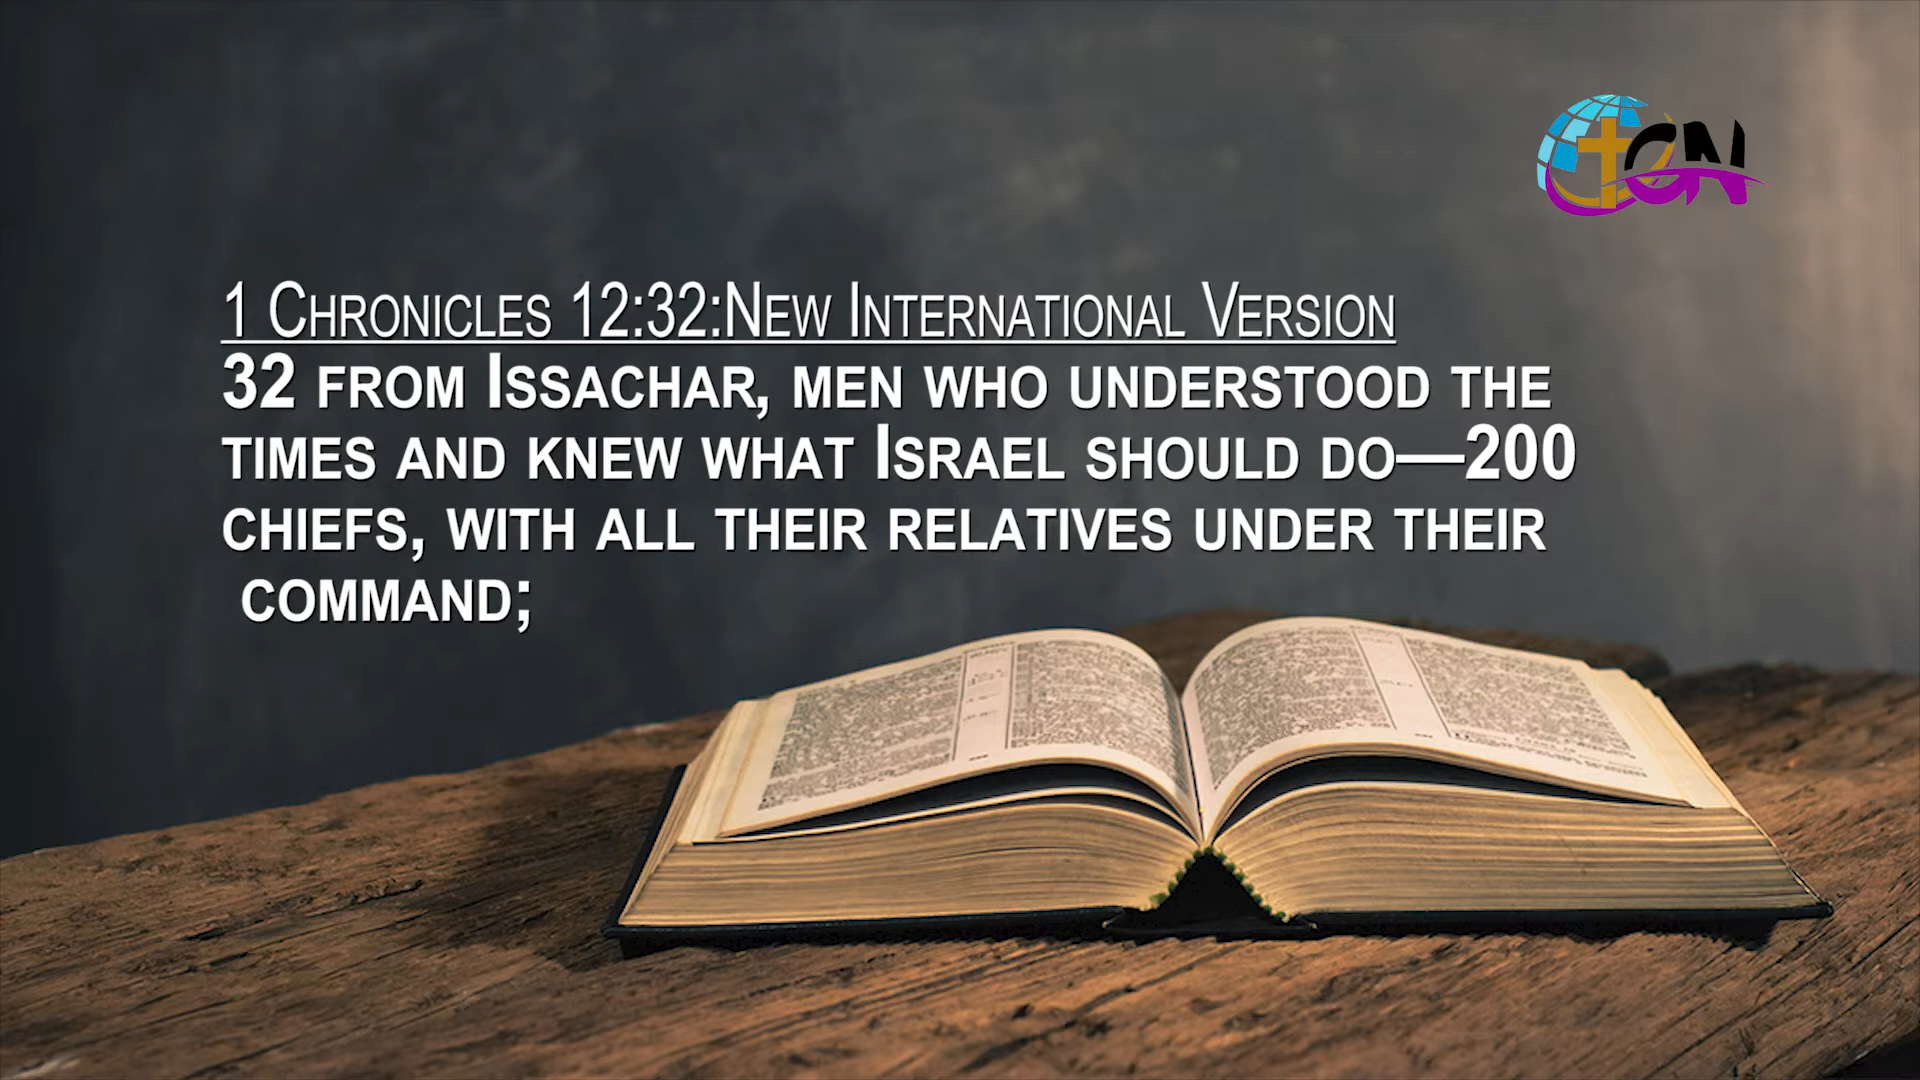 GN
1 Chronicles 12:32:New International Version
32 from Issachar, men who understood the
times and knew what Israel should do—200
chiefs, with all their relatives under their
command;